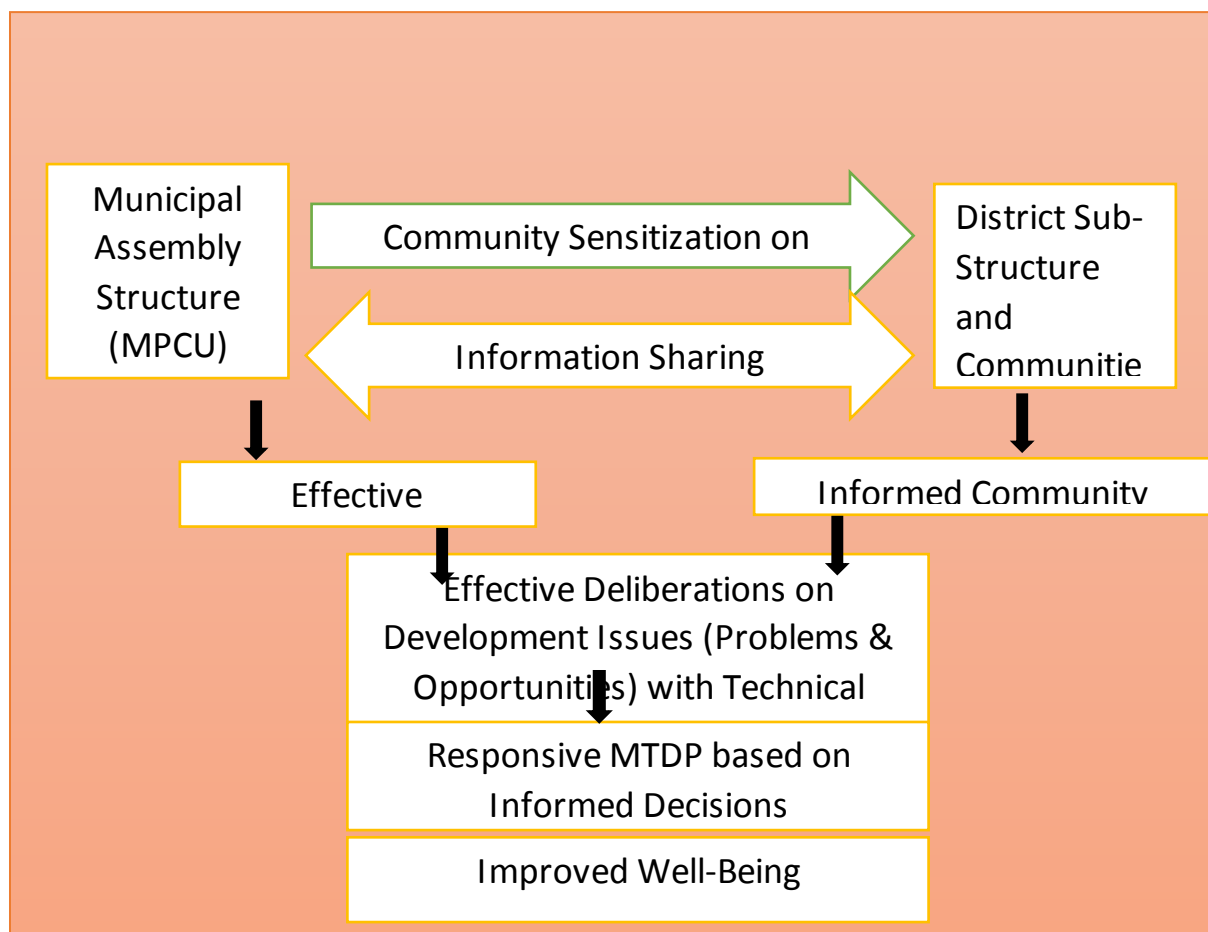 Municipal
Assembly
Structure
(MPCU)
Community Sensitization on
Information Sharing
District Sub-
Structure
and
Communitie
Effective
Informed Community
Effective Deliberations on
Development Issues (Problems &
Opportunities) with Technical
Responsive MTDP based on
Informed Decisions
Improved Well-Being